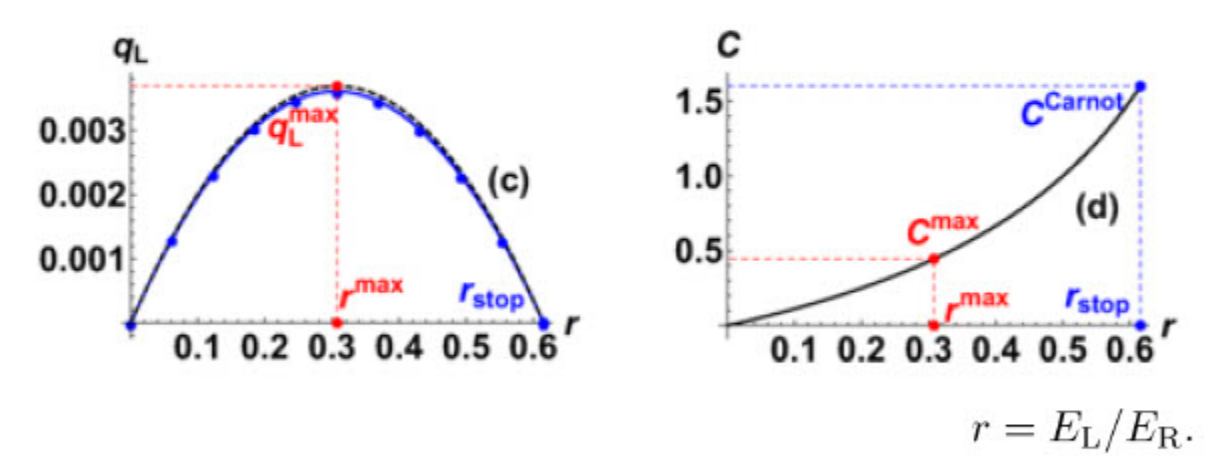 q_L
0.003
0.002
0.001
q_L^max
(c)
r^max
r_stop
r
0.1 0.2 0.3 0.4 0.5 0.6
C
1.5
1.0
0.5
C^Carnot
(d)
C^max
r^max
r_stop
r
0.1 0.2 0.3 0.4 0.5 0.6
r = E_L/E_R.